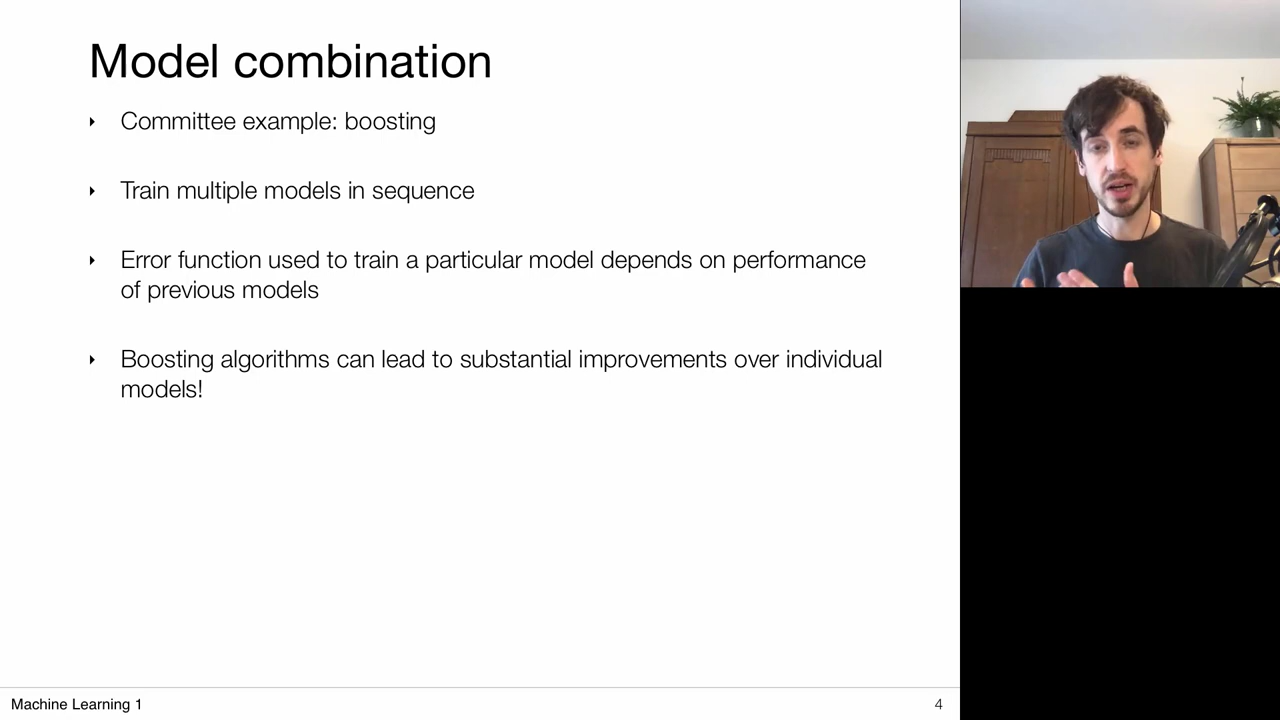 Model combination
Committee example: boosting
Train multiple models in sequence
Error function used to train a particular model depends on performance
of previous models
Boosting algorithms can lead to substantial improvements over individual
models!
Machine Learning 1
4